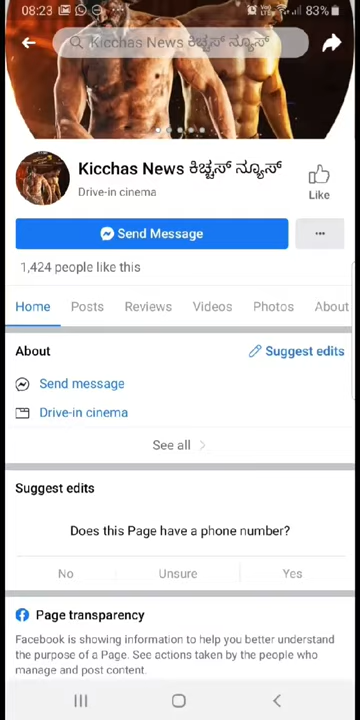 08:23
83%
Kicchas News ಕಿಚ್ಚಸ್ ನ್ಯೂಸ್
Kicchas News ಕಿಚ್ಚಸ್ ನ್ಯೂಸ್
Drive-in cinema
Like
Send Message
1,424 people like this
Home Posts Reviews Videos Photos About
About
Suggest edits
Send message
Drive-in cinema
See all
Suggest edits
Does this Page have a phone number?
No Unsure Yes
Page transparency
Facebook is showing information to help you better understand
the purpose of a Page. See actions taken by the people who
manage and post content.